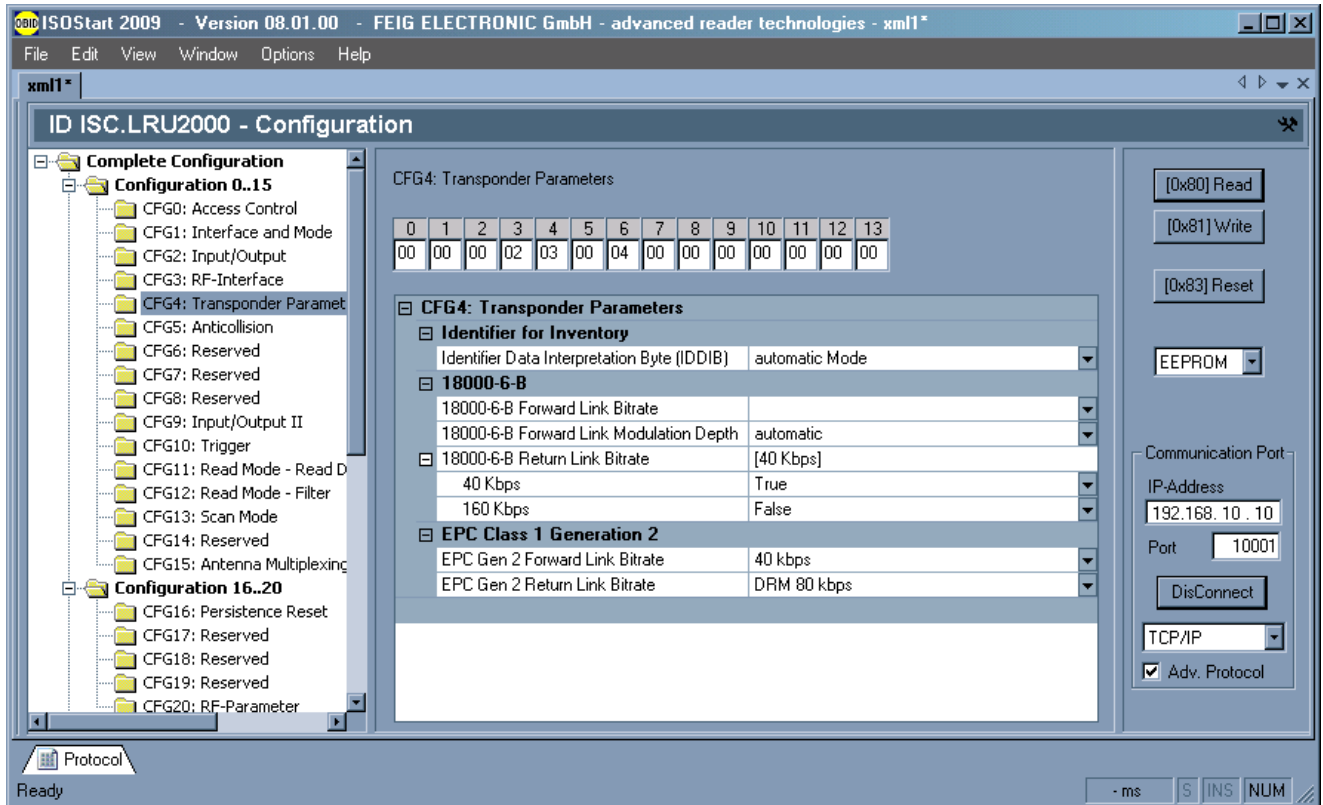 OBID ISOStart 2009 - Version 08.01.00 - FEIG ELECTRONIC GmbH - advanced reader technologies - xml1*
File Edit View Window Options Help
xml1*
ID ISC.LRU2000 - Configuration
Complete Configuration
Configuration 0..15
CFG0: Access Control
CFG1: Interface and Mode
CFG2: Input/Output
CFG3: RF-Interface
CFG4: Transponder Paramet
CFG5: Anticollision
CFG6: Reserved
CFG7: Reserved
CFG8: Reserved
CFG9: Input/Output II
CFG10: Trigger
CFG11: Read Mode - Read D
CFG12: Read Mode - Filter
CFG13: Scan Mode
CFG14: Reserved
CFG15: Antenna Multiplexing
Configuration 16..20
CFG16: Persistence Reset
CFG17: Reserved
CFG18: Reserved
CFG19: Reserved
CFG20: RF-Parameter
CFG4: Transponder Parameters
0 1 2 3 4 5 6 7 8 9 10 11 12 13
00 00 00 02 03 00 04 00 00 00 00 00 00 00
CFG4: Transponder Parameters
Identifier for Inventory
Identifier Data Interpretation Byte (IDDIB) automatic Mode
18000-6-B
18000-6-B Forward Link Bitrate
18000-6-B Forward Link Modulation Depth automatic
18000-6-B Return Link Bitrate [40 Kbps]
40 Kbps True
160 Kbps False
EPC Class 1 Generation 2
EPC Gen 2 Forward Link Bitrate 40 kbps
EPC Gen 2 Return Link Bitrate DRM 80 kbps
[0x80] Read
[0x81] Write
[0x83] Reset
EEPROM
Communication Port
IP-Address
192.168. 10 . 10
Port 10001
DisConnect
TCP/IP
Adv. Protocol
Protocol
Ready - ms S INS NUM